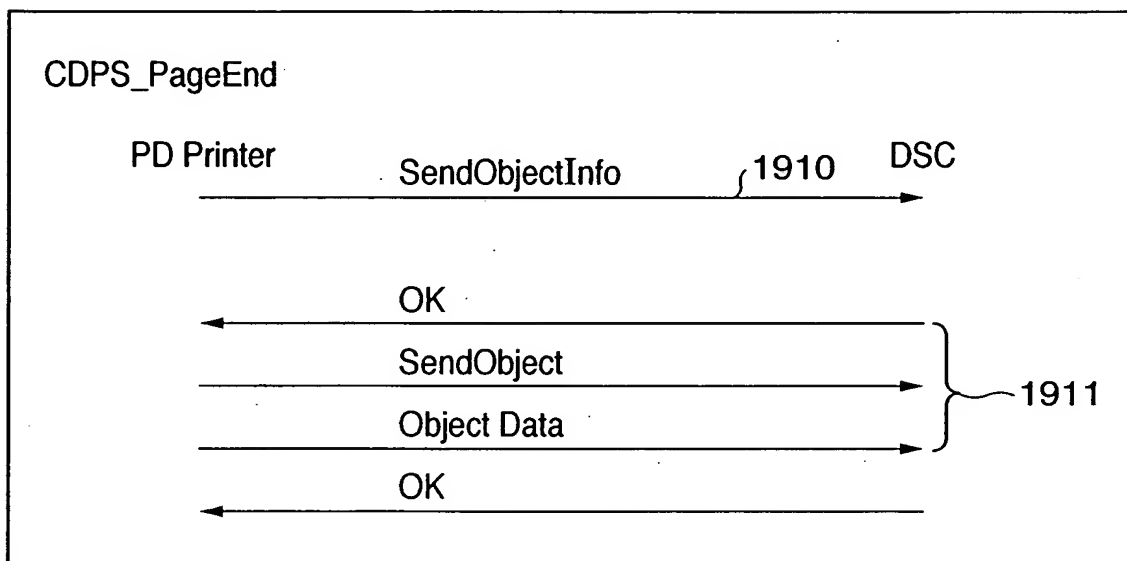 CDPS_PageEnd
PD Printer
DSC
SendObjectInfo
1910
OK
SendObject
1911
Object Data
OK